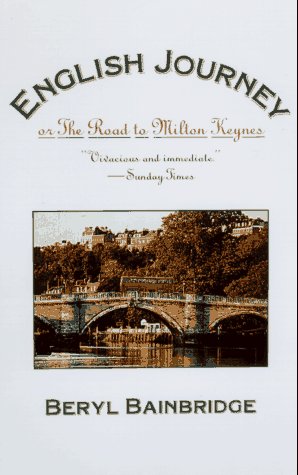 ENGLISH JOURNEY
or The Road to Milton Keynes
"Vivacious and immediate."
—Sunday Times
BERYL BAINBRIDGE